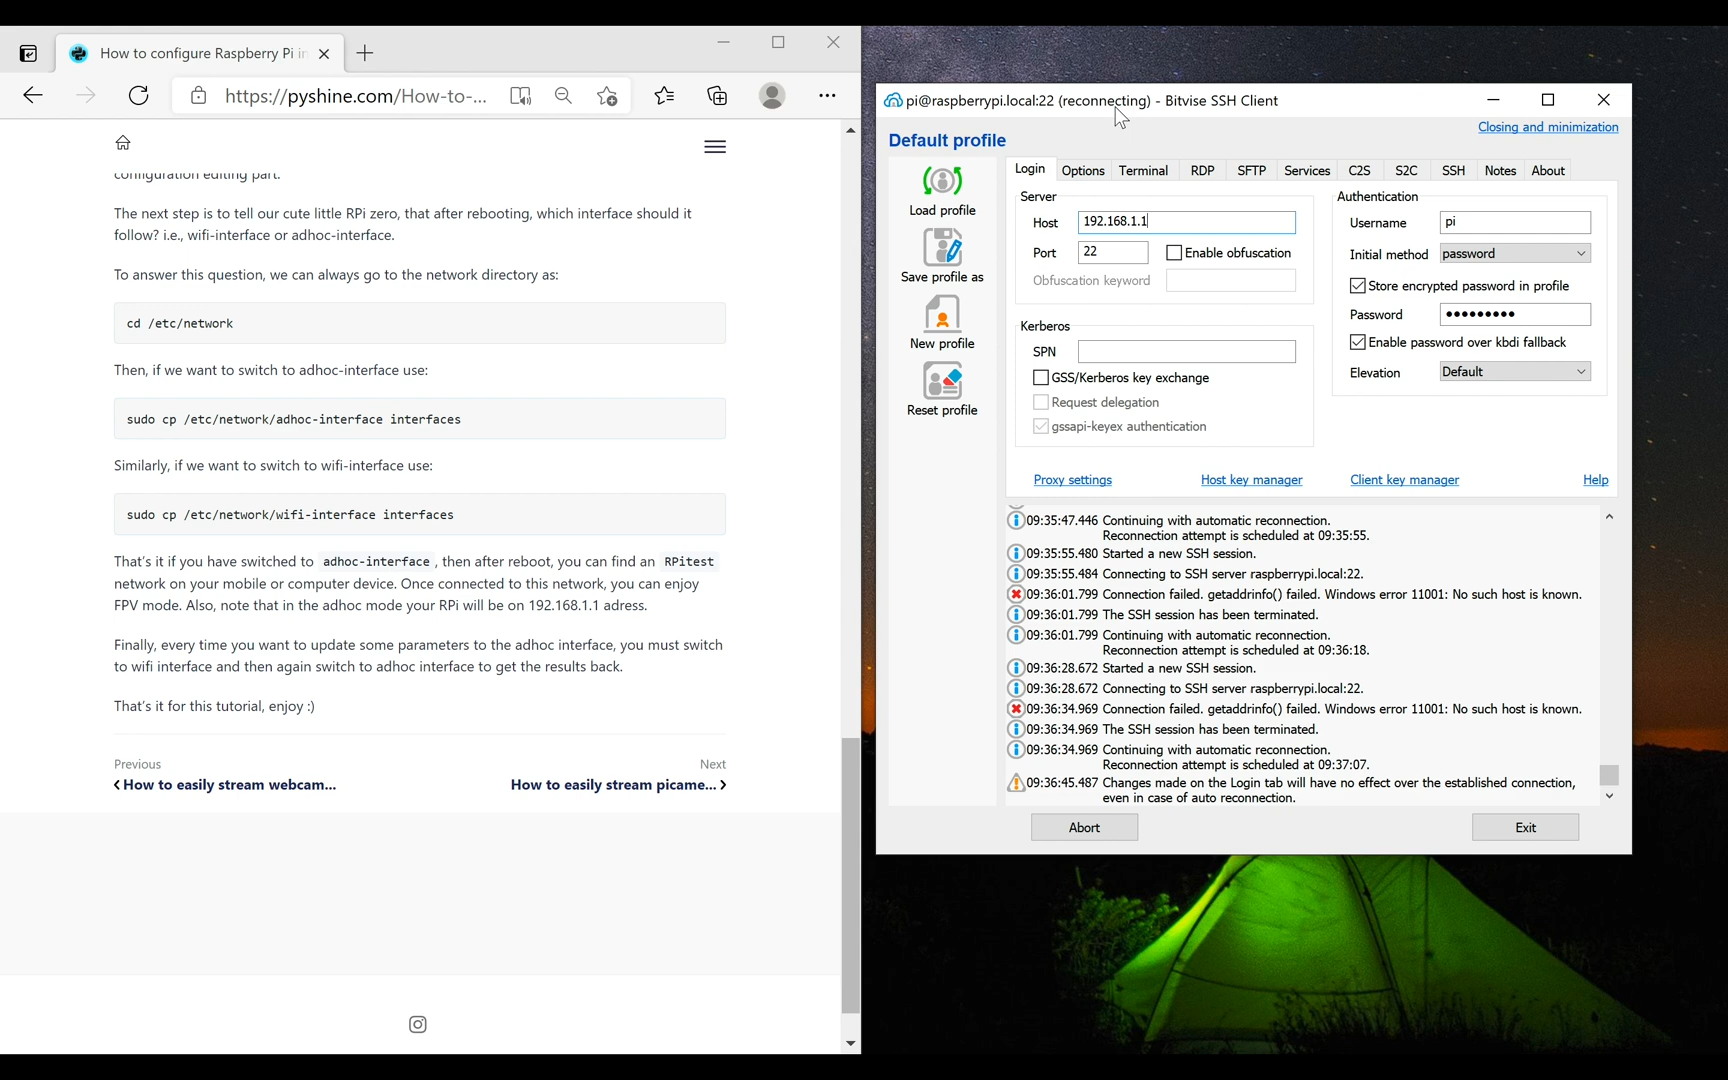 How to configure Raspberry Pi in
https://pyshine.com/How-to-...
configuration editing part.
The next step is to tell our cute little RPi zero, that after rebooting, which interface should it
follow? i.e., wifi-interface or adhoc-interface.
To answer this question, we can always go to the network directory as:
cd /etc/network
Then, if we want to switch to adhoc-interface use:
sudo cp /etc/network/adhoc-interface interfaces
Similarly, if we want to switch to wifi-interface use:
sudo cp /etc/network/wifi-interface interfaces
That's it if you have switched to adhoc-interface , then after reboot, you can find an RPitest
network on your mobile or computer device. Once connected to this network, you can enjoy
FPV mode. Also, note that in the adhoc mode your RPi will be on 192.168.1.1 adress.
Finally, every time you want to update some parameters to the adhoc interface, you must switch
to wifi interface and then again switch to adhoc interface to get the results back.
That's it for this tutorial, enjoy :)
Previous
Next
How to easily stream webcam...
How to easily stream picame...
pi@raspberrypi.local:22 (reconnecting) - Bitvise SSH Client
Closing and minimization
Default profile
Load profile
Save profile as
New profile
Reset profile
Login Options Terminal RDP SFTP Services C2S S2C SSH Notes About
Server
Host 192.168.1.1
Port 22 Enable obfuscation
Obfuscation keyword
Kerberos
SPN
GSS/Kerberos key exchange
Request delegation
gssapi-keyex authentication
Authentication
Username pi
Initial method password
Store encrypted password in profile
Password
Enable password over kbdi fallback
Elevation Default
Proxy settings Host key manager Client key manager Help
09:35:47.446 Continuing with automatic reconnection.
Reconnection attempt is scheduled at 09:35:55.
09:35:55.480 Started a new SSH session.
09:35:55.484 Connecting to SSH server raspberrypi.local:22.
09:36:01.799 Connection failed. getaddrinfo() failed. Windows error 11001: No such host is known.
09:36:01.799 The SSH session has been terminated.
09:36:01.799 Continuing with automatic reconnection.
Reconnection attempt is scheduled at 09:36:18.
09:36:28.672 Started a new SSH session.
09:36:28.672 Connecting to SSH server raspberrypi.local:22.
09:36:34.969 Connection failed. getaddrinfo() failed. Windows error 11001: No such host is known.
09:36:34.969 The SSH session has been terminated.
09:36:34.969 Continuing with automatic reconnection.
Reconnection attempt is scheduled at 09:37:07.
09:36:45.487 Changes made on the Login tab will have no effect over the established connection,
even in case of auto reconnection.
Abort
Exit